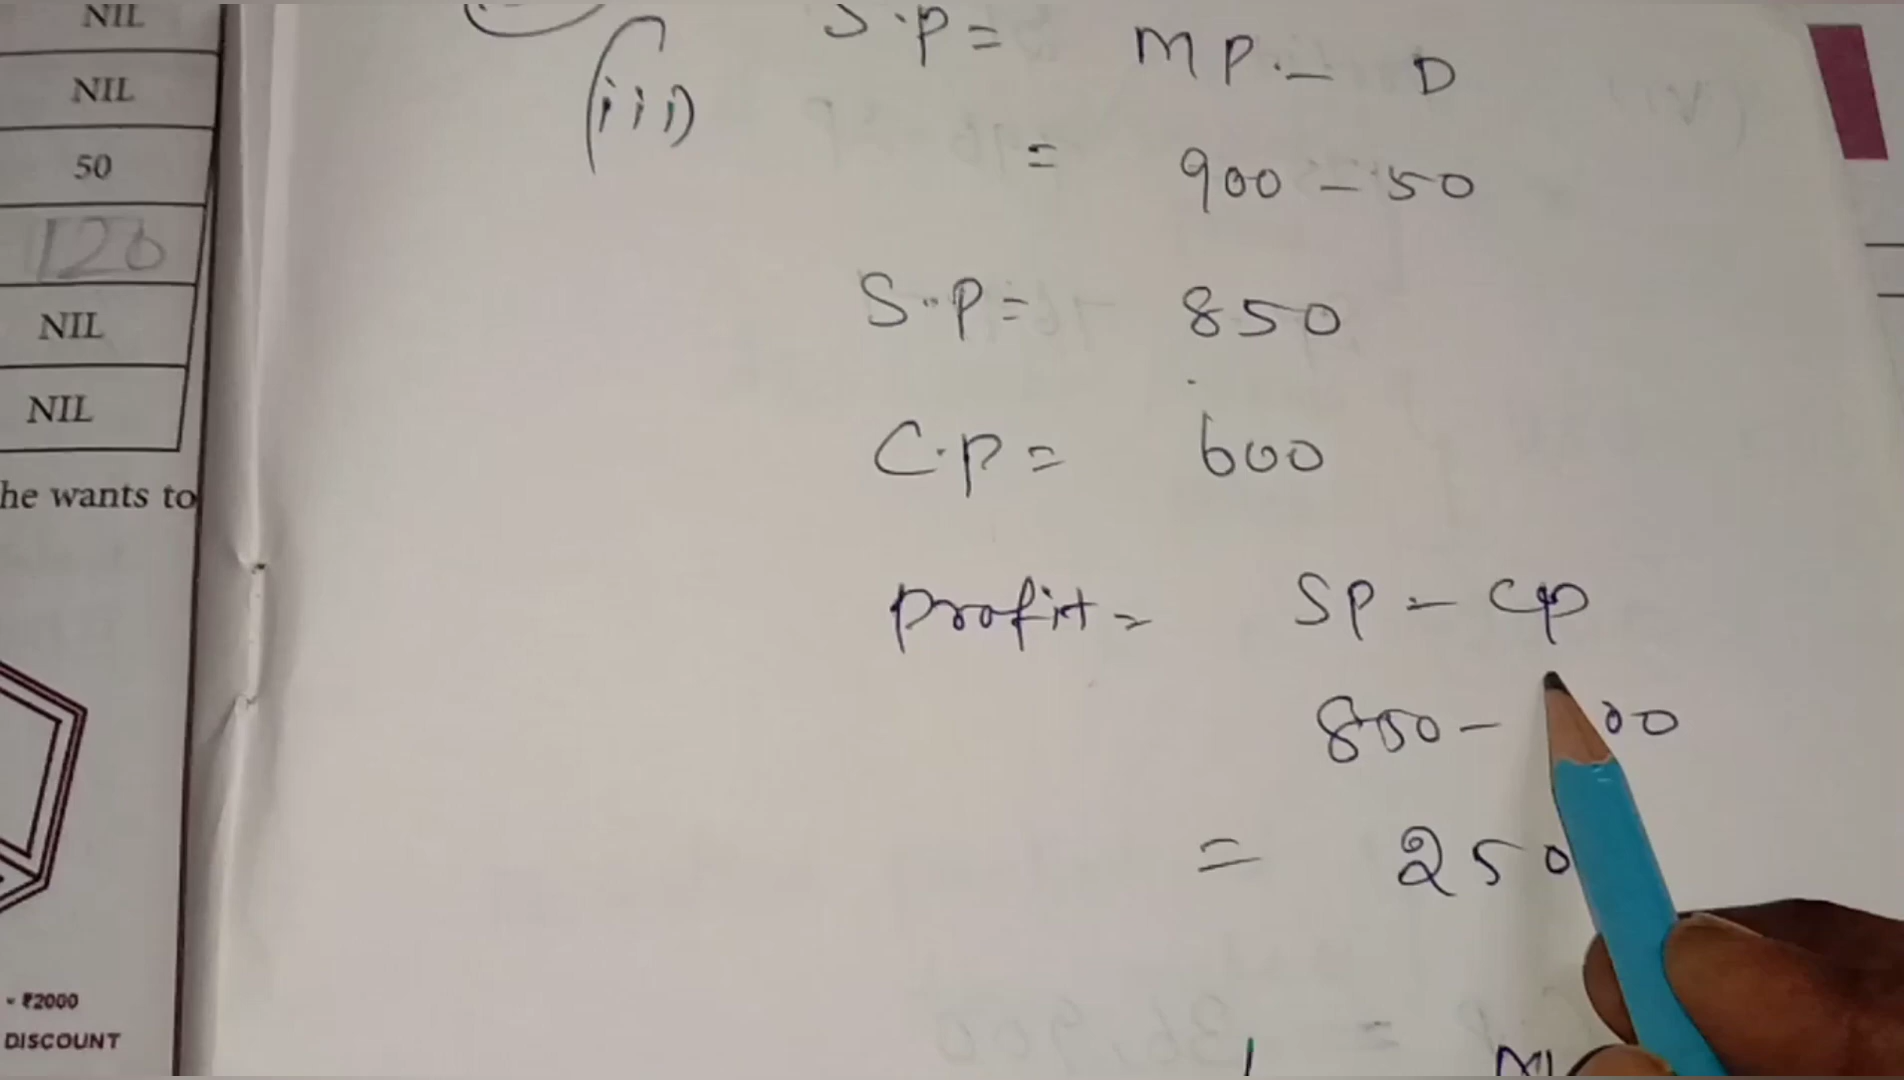 NIL
NIL
50
120
NIL
NIL
he wants to
- ₹2000
DISCOUNT
(iii) S.P = MP. - D
= 900 - 50
S.P = 850
C.P = 600
Profit = SP - CP
850 - 00
= 250